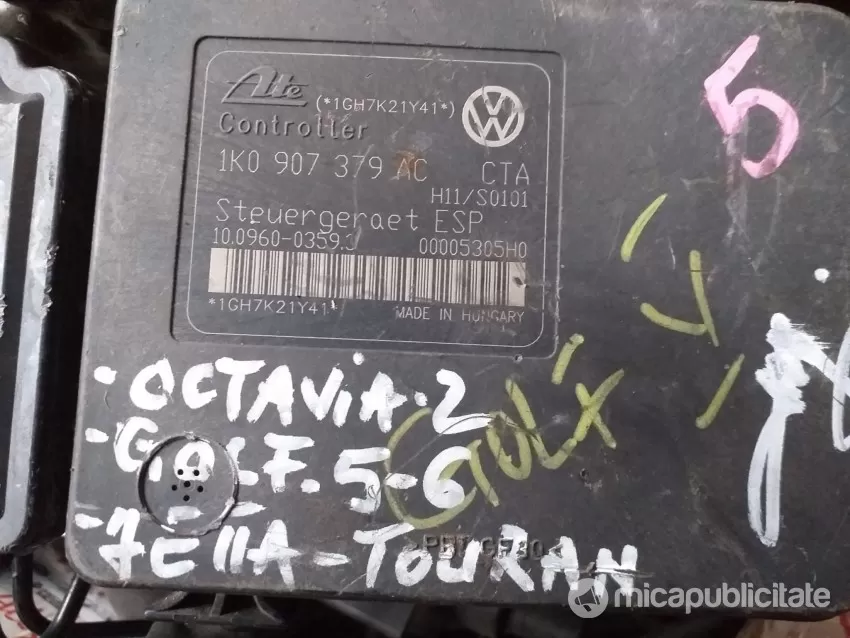 5
Ate
(*1GH7K21Y41*)
Controller
1K0 907 379 AC CTA
H11/S0101
Steuergeraet ESP
10.0960-0359.3 00005305H0
*1GH7K21Y41*
MADE IN HUNGARY
·OCTAViA·2
-GOLF.5-6
-JETTA-TOURAN
micapublicitate